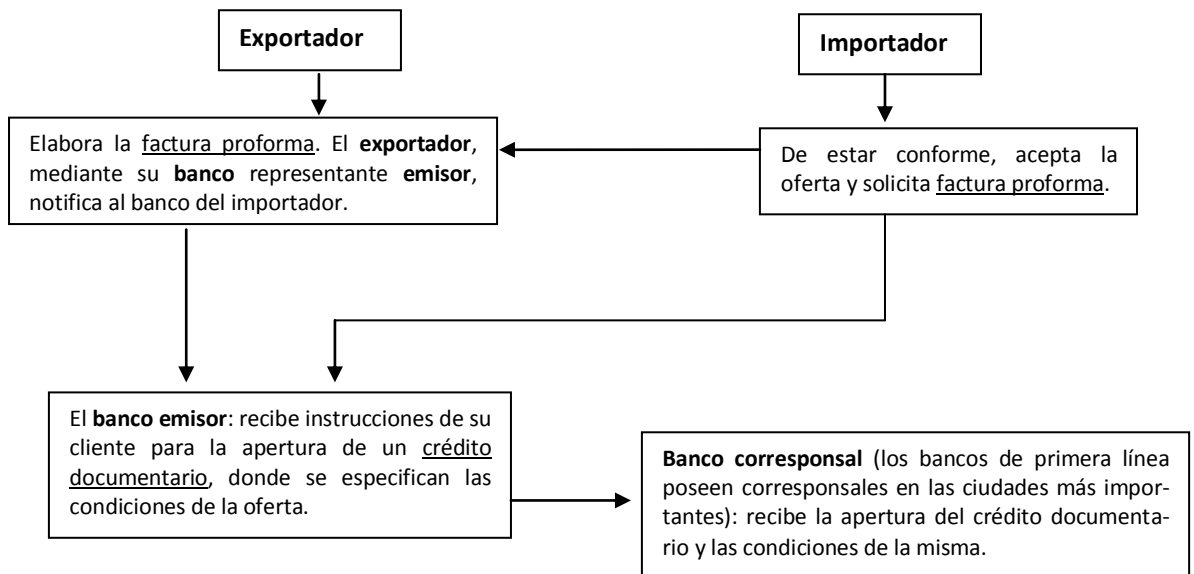 Exportador
Importador
Elabora la factura proforma. El exportador,
mediante su banco representante emisor,
notifica al banco del importador.
De estar conforme, acepta la
oferta y solicita factura proforma.
El banco emisor: recibe instrucciones de su
cliente para la apertura de un crédito
documentario, donde se especifican las
condiciones de la oferta.
Banco corresponsal (los bancos de primera línea
poseen corresponsales en las ciudades más impor-
tantes): recibe la apertura del crédito documenta-
rio y las condiciones de la misma.